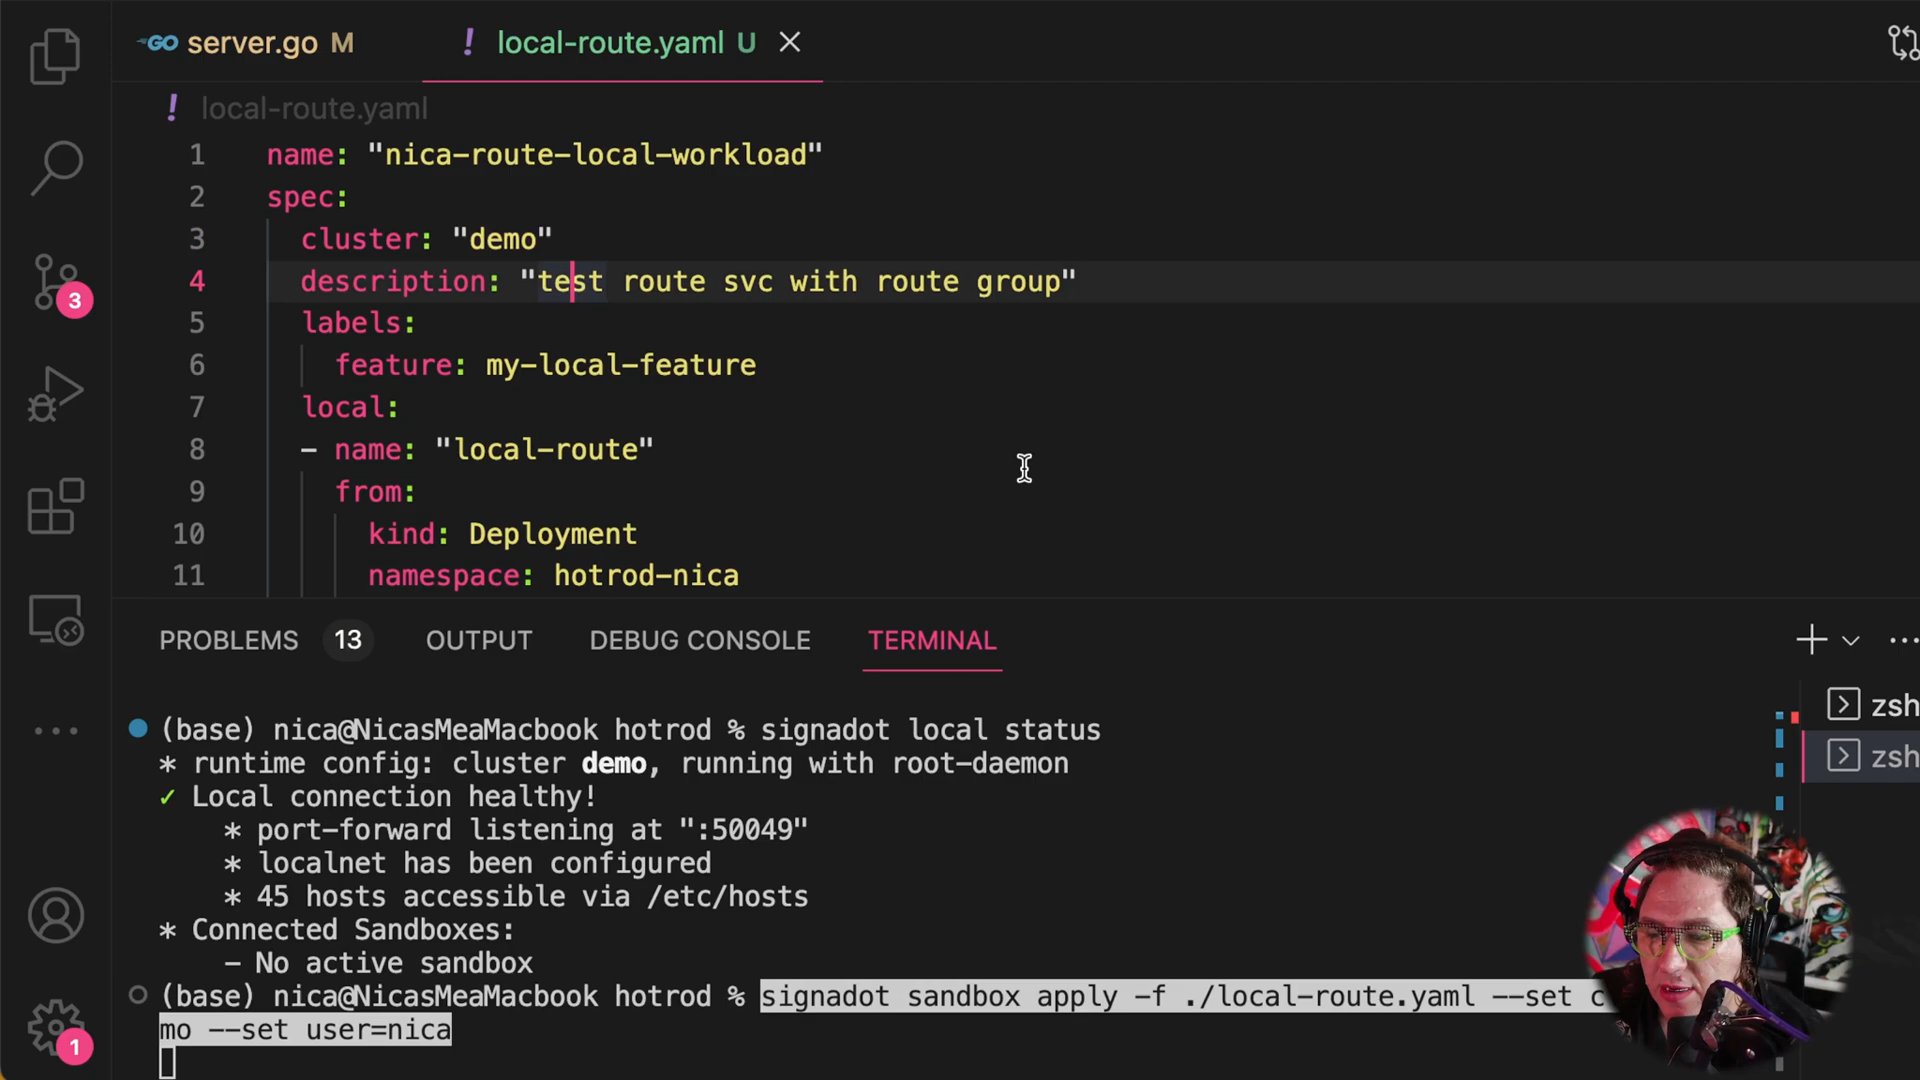 GO server.go M
! local-route.yaml U
! local-route.yaml
1 name: "nica-route-local-workload"
2 spec:
3 cluster: "demo"
4 description: "test route svc with route group"
5 labels:
6 feature: my-local-feature
7 local:
8 - name: "local-route"
9 from:
10 kind: Deployment
11 namespace: hotrod-nica
3
1
PROBLEMS 13 OUTPUT DEBUG CONSOLE TERMINAL
(base) nica@NicasMeaMacbook hotrod % signadot local status
* runtime config: cluster demo, running with root-daemon
✓ Local connection healthy!
* port-forward listening at ":50049"
* localnet has been configured
* 45 hosts accessible via /etc/hosts
* Connected Sandboxes:
- No active sandbox
(base) nica@NicasMeaMacbook hotrod % signadot sandbox apply -f ./local-route.yaml --set c
mo --set user=nica
zsh
zsh